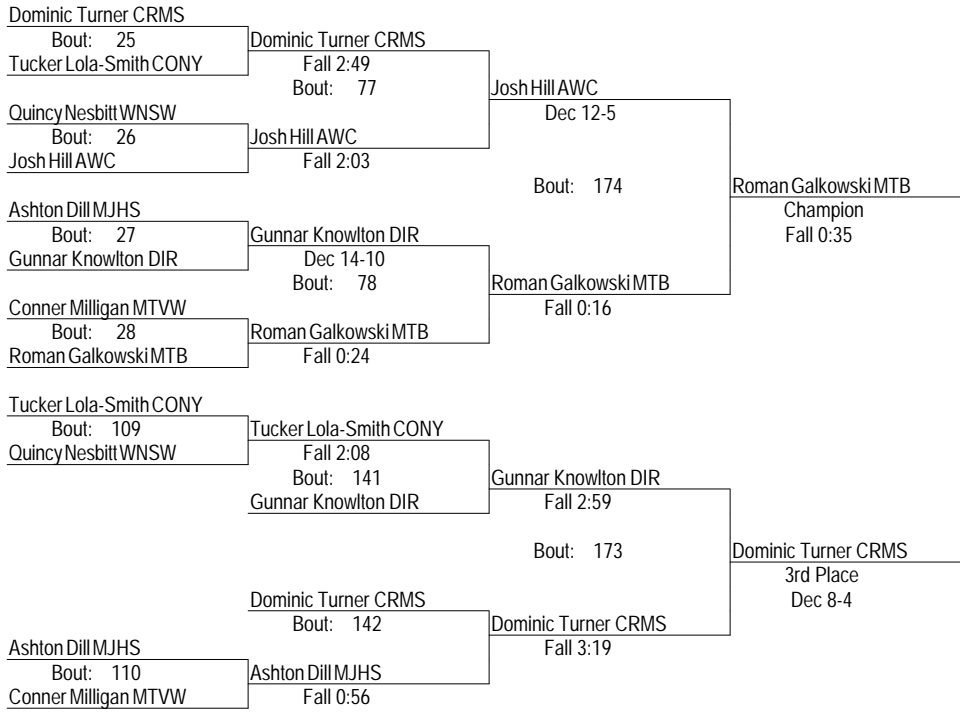 Dominic Turner CRMS
Bout: 25
Dominic Turner CRMS
Tucker Lola-Smith CONY
Fall 2:49
Bout: 77
Josh Hill AWC
Quincy Nesbitt WNSW
Dec 12-5
Bout: 26
Josh Hill AWC
Josh Hill AWC
Fall 2:03
Bout: 174
Roman Galkowski MTB
Ashton Dill MJHS
Champion
Bout: 27
Gunnar Knowlton DIR
Fall 0:35
Gunnar Knowlton DIR
Dec 14-10
Bout: 78
Roman Galkowski MTB
Conner Milligan MTVW
Fall 0:16
Bout: 28
Roman Galkowski MTB
Roman Galkowski MTB
Fall 0:24
Tucker Lola-Smith CONY
Bout: 109
Tucker Lola-Smith CONY
Quincy Nesbitt WNSW
Fall 2:08
Bout: 141
Gunnar Knowlton DIR
Gunnar Knowlton DIR
Fall 2:59
Bout: 173
Dominic Turner CRMS
3rd Place
Dominic Turner CRMS
Dec 8-4
Bout: 142
Dominic Turner CRMS
Ashton Dill MJHS
Fall 3:19
Bout: 110
Ashton Dill MJHS
Conner Milligan MTVW
Fall 0:56